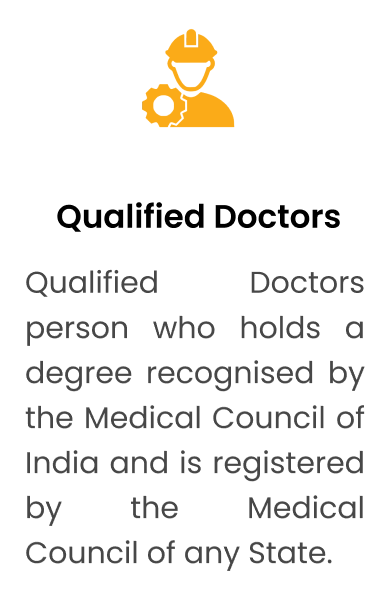 Qualified Doctors
Qualified Doctors
person who holds a
degree recognised by
the Medical Council of
India and is registered
by the Medical
Council of any State.